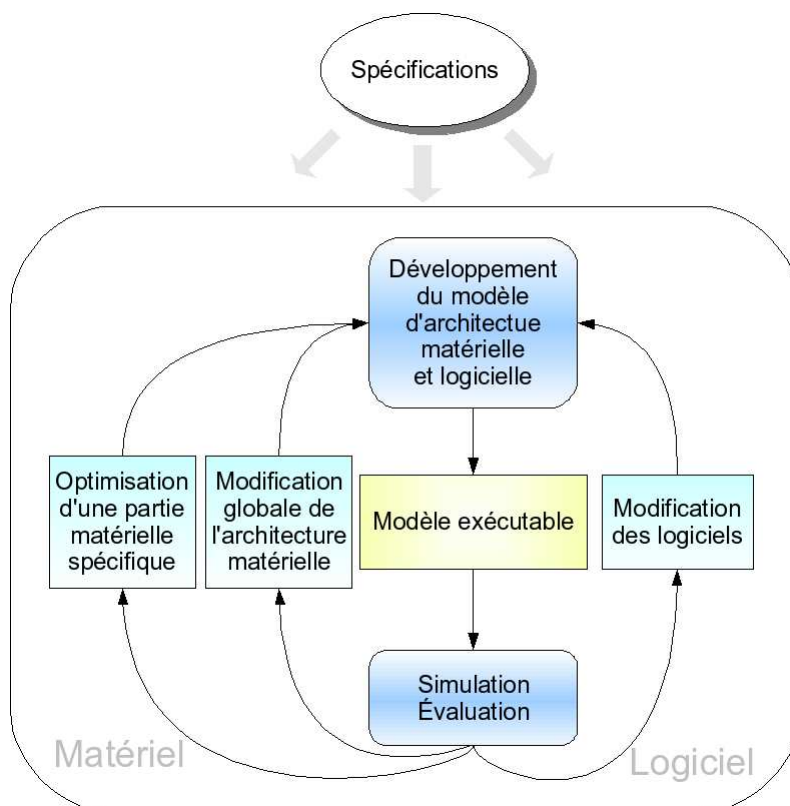 Spécifications
Développement
du modèle
d'architectue
matérielle
et logicielle
Optimisation
d'une partie
matérielle
spécifique
Modification
globale de
l'architecture
matérielle
Modèle exécutable
Modification
des logiciels
Simulation
Évaluation
Matériel
Logiciel